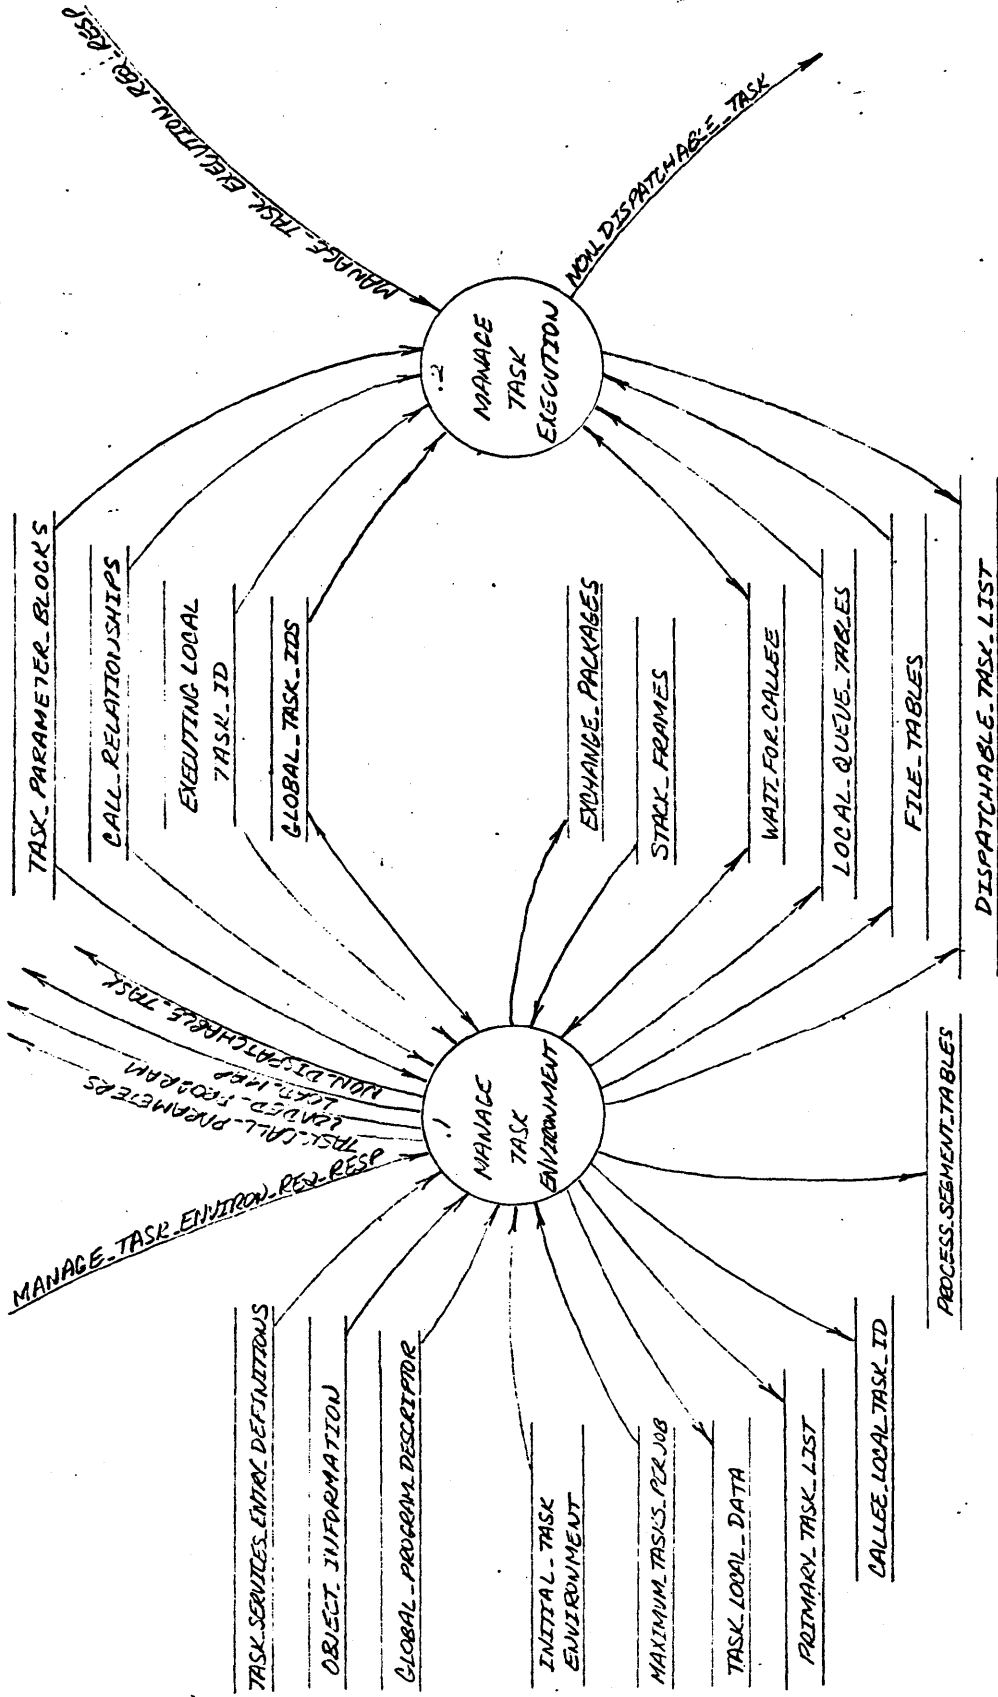 TASK_SERVICES_ENTRY_DEFINITIONS
OBJECT_INFORMATION
GLOBAL_PROGRAM_DESCRIPTOR
INITIAL_TASK
ENVIRONMENT
MAXIMUM_TASKS_PER_JOB
TASK_LOCAL_DATA
PRIMARY_TASK_LIST
CALLEE_LOCAL_TASK_ID
PROCESS_SEGMENT_TABLES
MANAGE_TASK_ENVIRON_REQ_RESP
TASK_CALL_PARAMETERS
LOADED_PROGRAM
LOAD_MAP
NON_DISPATCHABLE_TASK
.1
MANAGE
TASK
ENVIRONMENT
TASK_PARAMETER_BLOCKS
CALL_RELATIONSHIPS
EXECUTING LOCAL
TASK_ID
GLOBAL_TASK_IDS
EXCHANGE_PACKAGES
STACK_FRAMES
WAIT_FOR_CALLEE
LOCAL_QUEUE_TABLES
FILE_TABLES
DISPATCHABLE_TASK_LIST
.2
MANAGE
TASK
EXECUTION
MANAGE_TASK_EXECUTION_REQ_RESP
NON_DISPATCHABLE_TASK